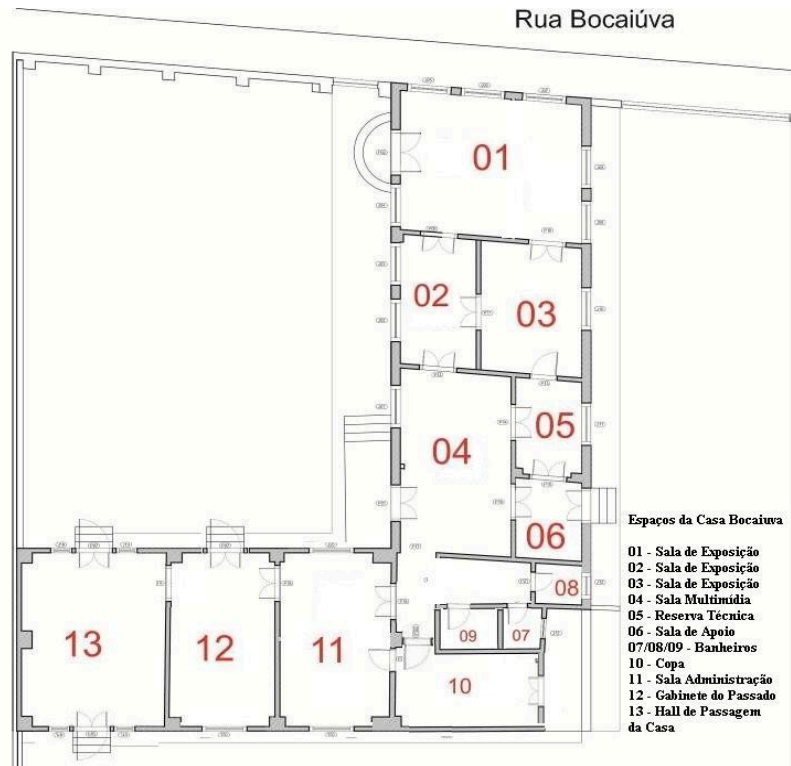 Rua Bocaiúva
01
02
03
04
05
06
08
09
07
13
12
11
10
Espaços da Casa Bocaiuva
01 - Sala de Exposição
02 - Sala de Exposição
03 - Sala de Exposição
04 - Sala Multimídia
05 - Reserva Técnica
06 - Sala de Apoio
07/08/09 - Banheiros
10 - Copa
11 - Sala Administração
12 - Gabinete do Passado
13 - Hall de Passagem
da Casa